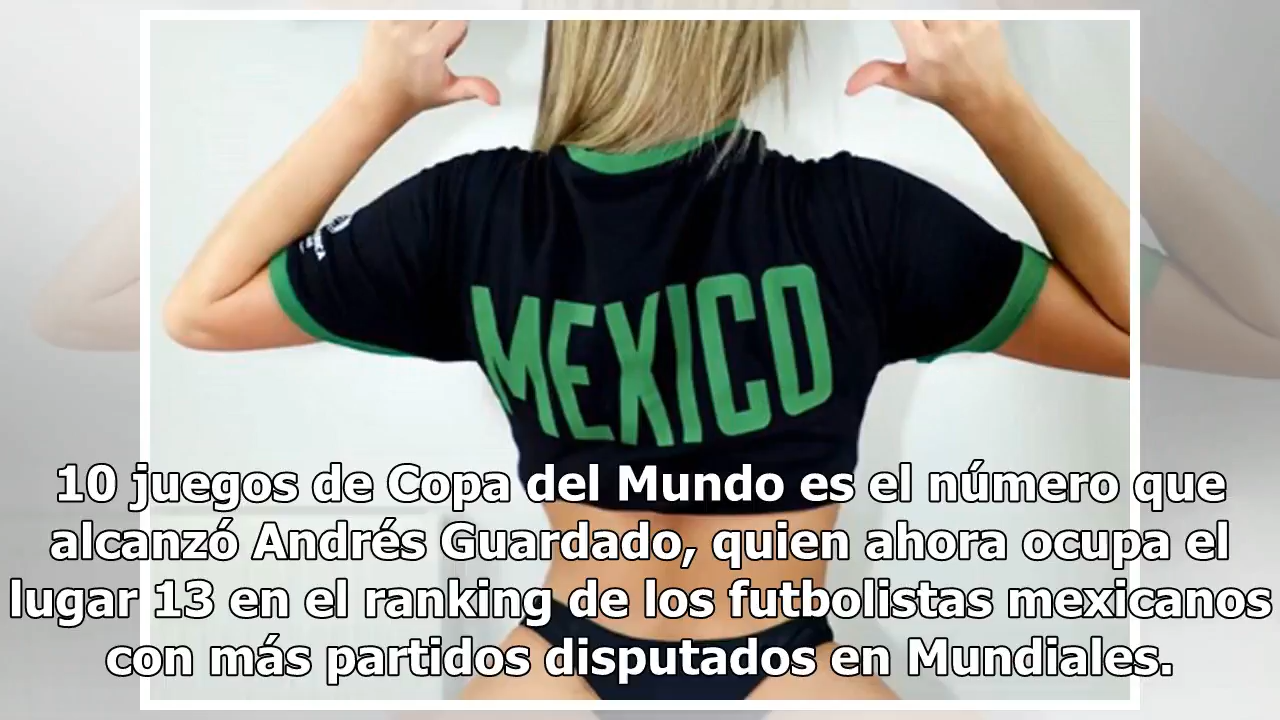 MEXICO
10 juegos de Copa del Mundo es el número que
alcanzó Andrés Guardado, quien ahora ocupa el
lugar 13 en el ranking de los futbolistas mexicanos
con más partidos disputados en Mundiales.